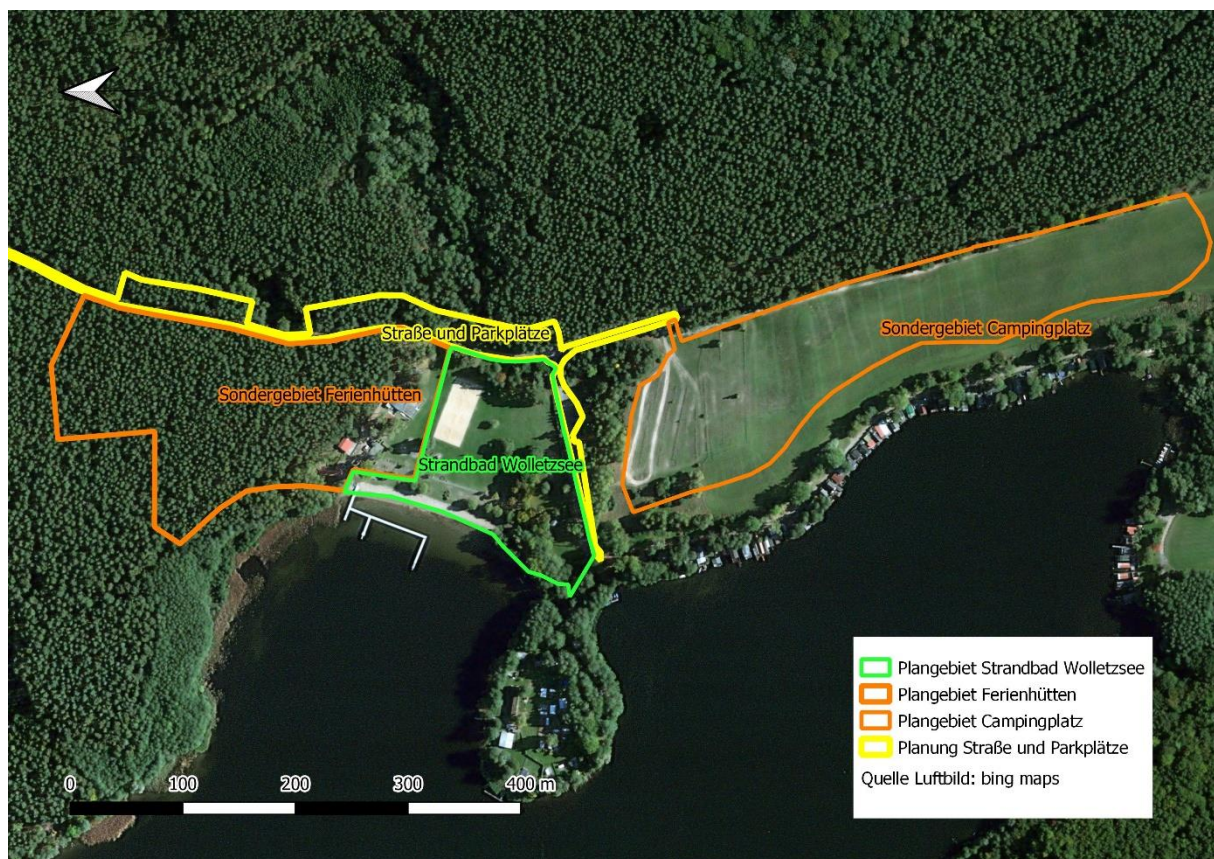 Straße und Parkplätze
Sondergebiet Campingplatz
Sondergebiet Ferienhütten
Strandbad Wolletzsee
Plangebiet Strandbad Wolletzsee
Plangebiet Ferienhütten
Plangebiet Campingplatz
Planung Straße und Parkplätze
Quelle Luftbild: bing maps
0 100 200 300 400 m